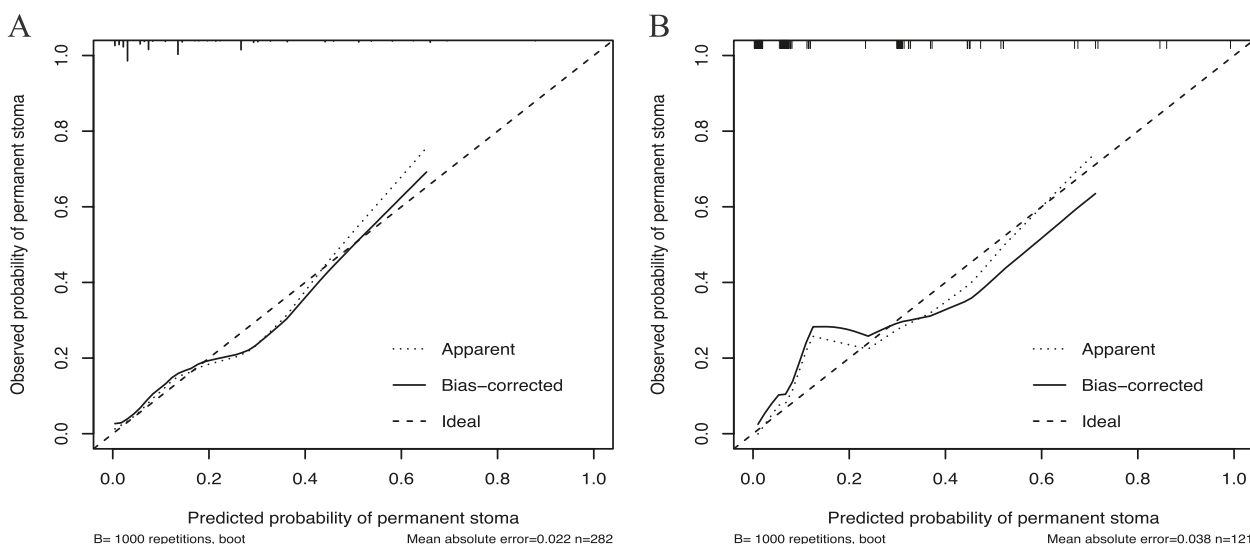 A
Observed probability of permanent stoma
1.0
0.8
0.6
0.4
0.2
0.0
Apparent
Bias-corrected
Ideal
0.0 0.2 0.4 0.6 0.8 1.0
Predicted probability of permanent stoma
B= 1000 repetitions, boot Mean absolute error=0.022 n=282
B
Observed probability of permanent stoma
1.0
0.8
0.6
0.4
0.2
0.0
Apparent
Bias-corrected
Ideal
0.0 0.2 0.4 0.6 0.8 1.0
Predicted probability of permanent stoma
B= 1000 repetitions, boot Mean absolute error=0.038 n=121